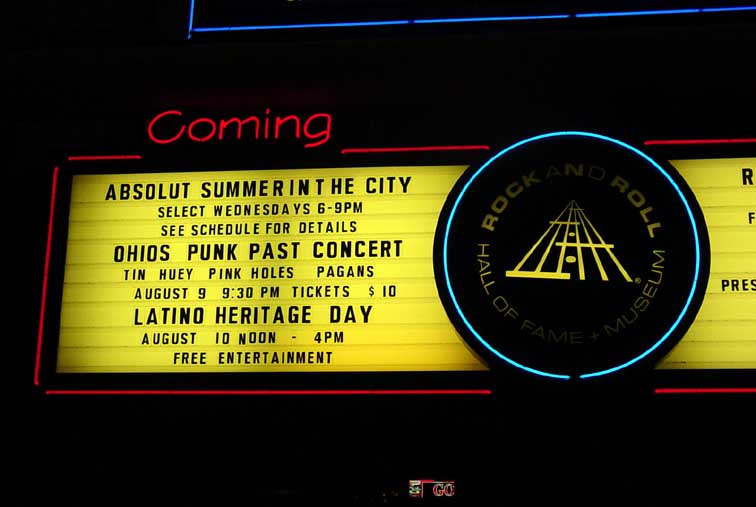 Coming
ABSOLUT SUMMER IN THE CITY
SELECT WEDNESDAYS 6-9PM
SEE SCHEDULE FOR DETAILS
OHIOS PUNK PAST CONCERT
TIN HUEY PINK HOLES PAGANS
AUGUST 9 9:30 PM TICKETS $10
LATINO HERITAGE DAY
AUGUST 10 NOON - 4PM
FREE ENTERTAINMENT
ROCK AND ROLL
HALL OF FAME + MUSEUM
®
R
F
PRES
GO